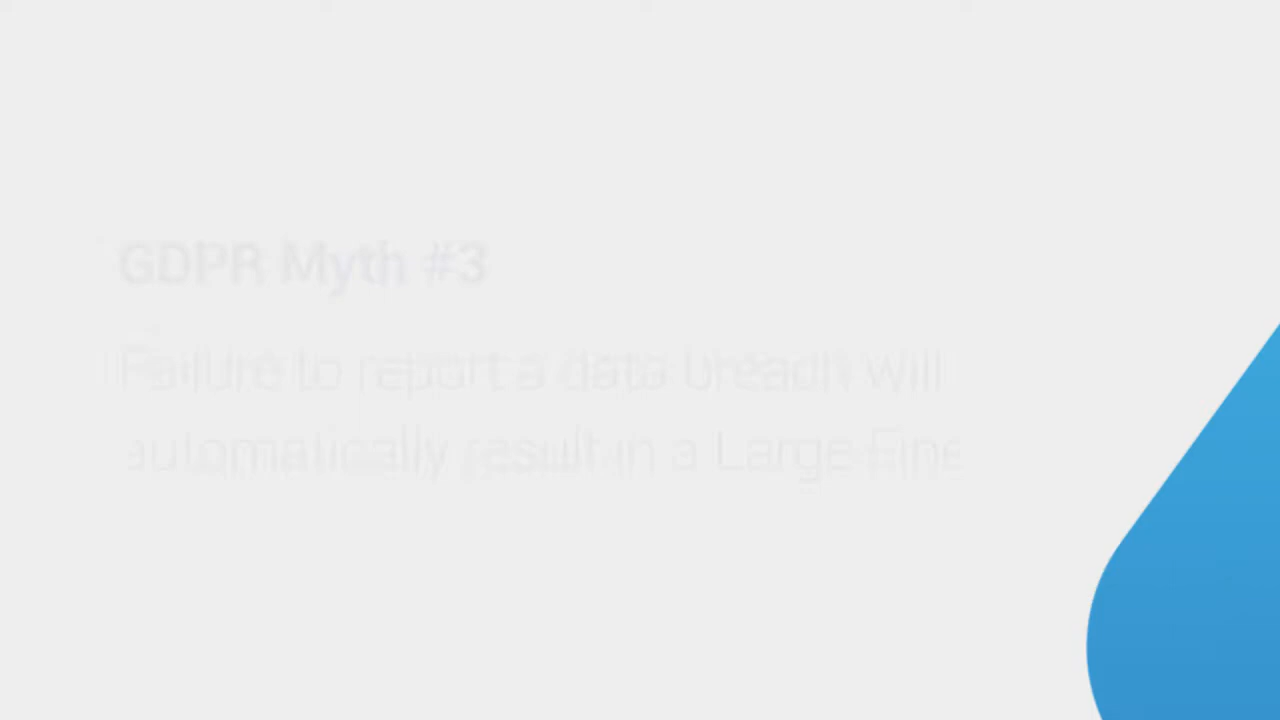 GDPR Myth #3
Failure to report a data breach will
automatically result in a Large Fine